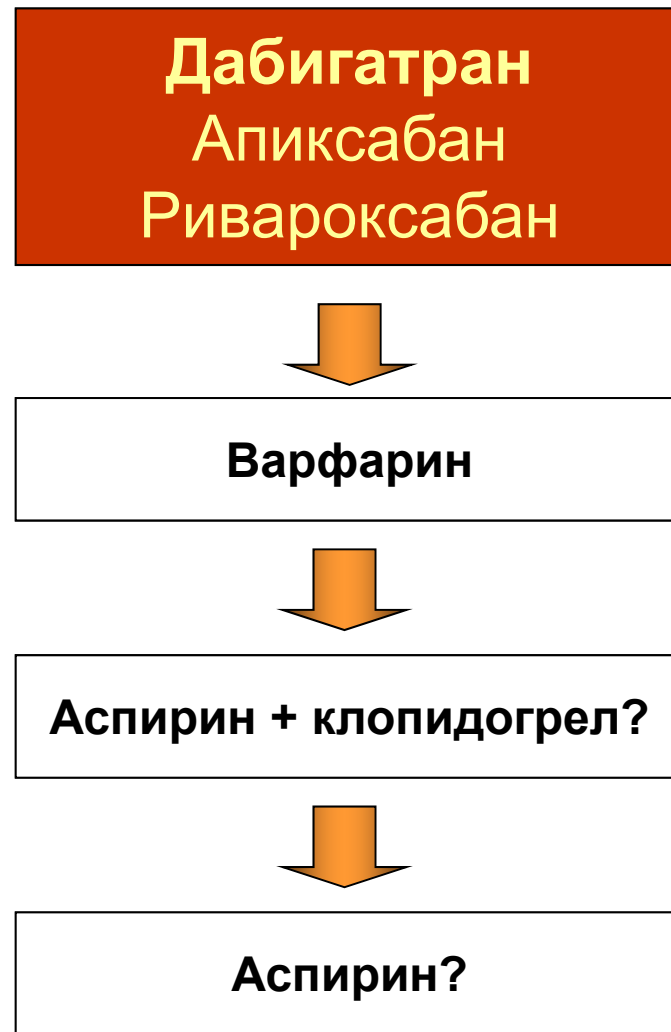 Дабигатран
Апиксабан
Ривароксабан
Варфарин
Аспирин + клопидогрел?
Аспирин?